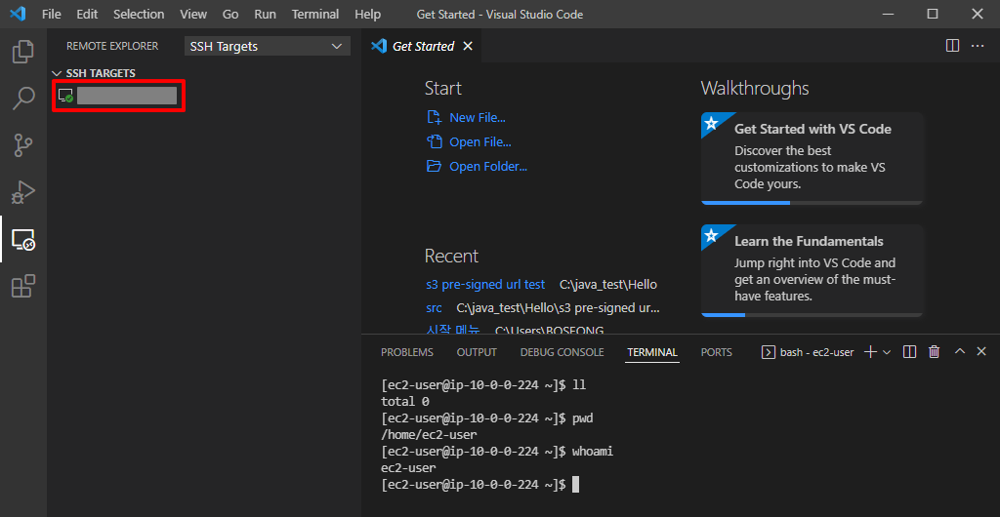 File Edit Selection View Go Run Terminal Help Get Started - Visual Studio Code
REMOTE EXPLORER SSH Targets
SSH TARGETS
Get Started
Start
New File...
Open File...
Open Folder...
Recent
s3 pre-signed url test C:\java_test\Hello
src C:\java_test\Hello\s3 pre-signed ur...
시작 메뉴 C:\Users\BOSEONG
Walkthroughs
Get Started with VS Code
Discover the best
customizations to make VS
Code yours.
Learn the Fundamentals
Jump right into VS Code and
get an overview of the must-
have features.
PROBLEMS OUTPUT DEBUG CONSOLE TERMINAL PORTS bash - ec2-user
[ec2-user@ip-10-0-0-224 ~]$ ll
total 0
[ec2-user@ip-10-0-0-224 ~]$ pwd
/home/ec2-user
[ec2-user@ip-10-0-0-224 ~]$ whoami
ec2-user
[ec2-user@ip-10-0-0-224 ~]$